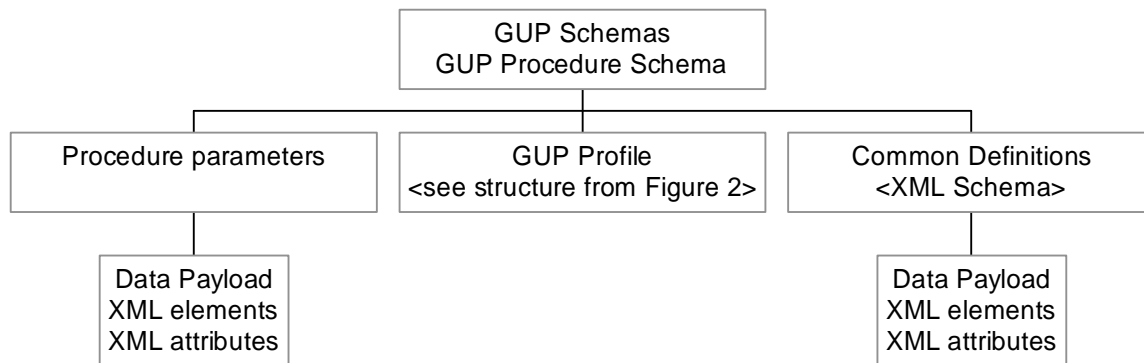 GUP Schemas
GUP Procedure Schema
Procedure parameters
GUP Profile
<see structure from Figure 2>
Common Definitions
<XML Schema>
Data Payload
XML elements
XML attributes
Data Payload
XML elements
XML attributes